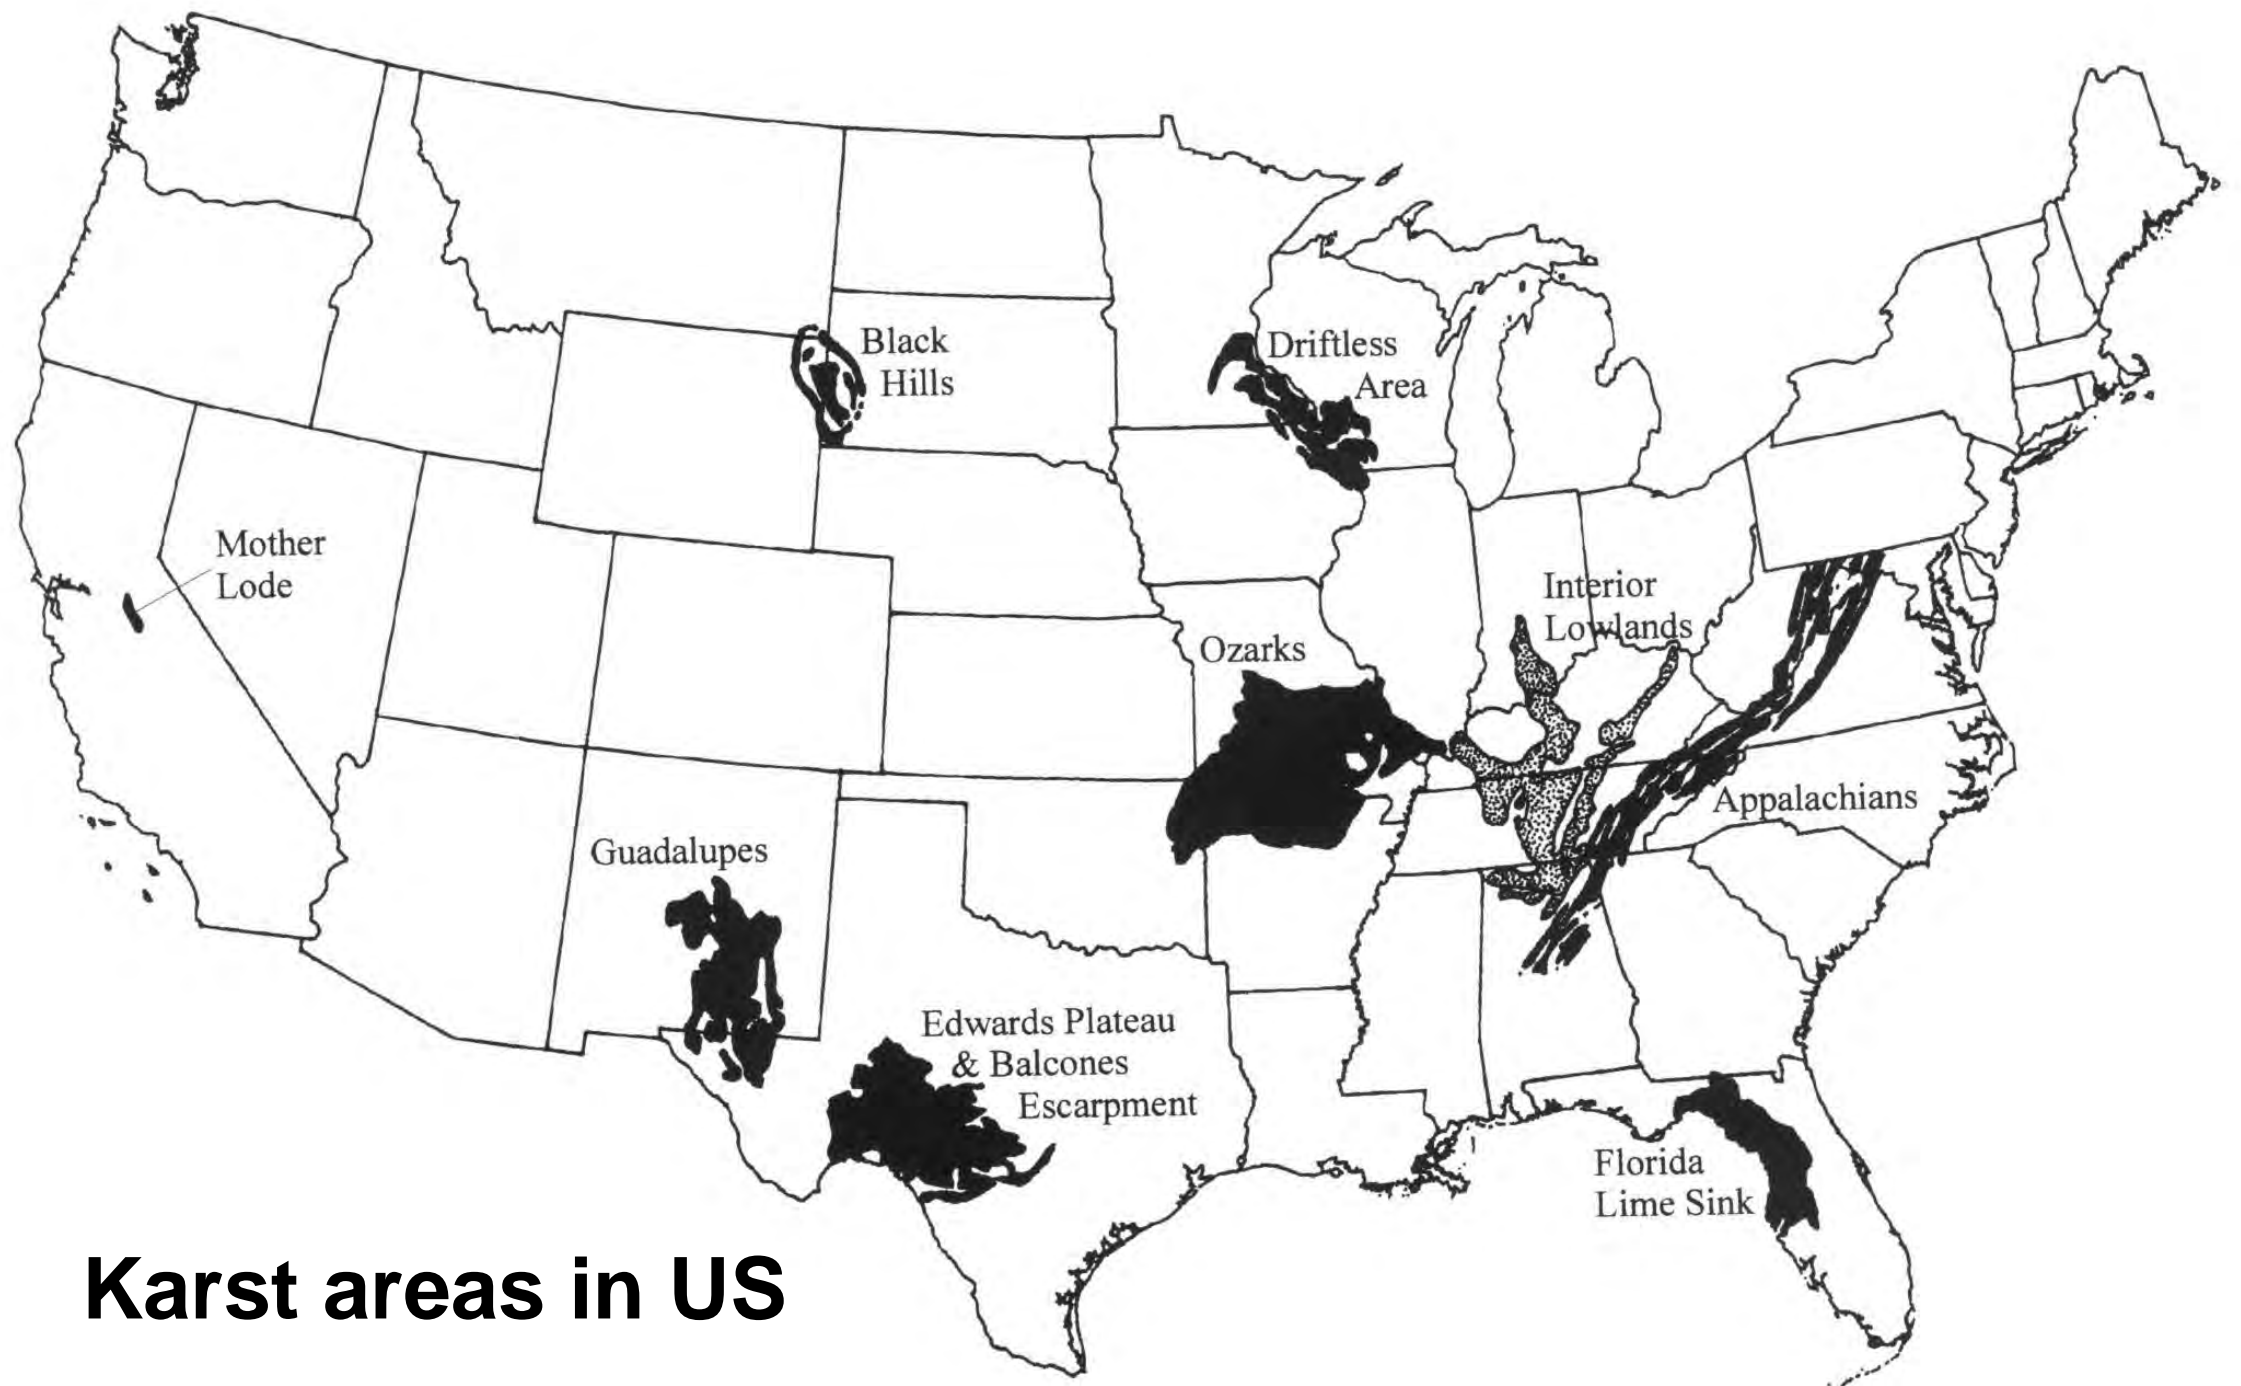 Black
Hills
Driftless
Area
Mother
Lode
Interior
Lowlands
Ozarks
Appalachians
Guadalupes
Edwards Plateau
& Balcones
Escarpment
Florida
Lime Sink
Karst areas in US